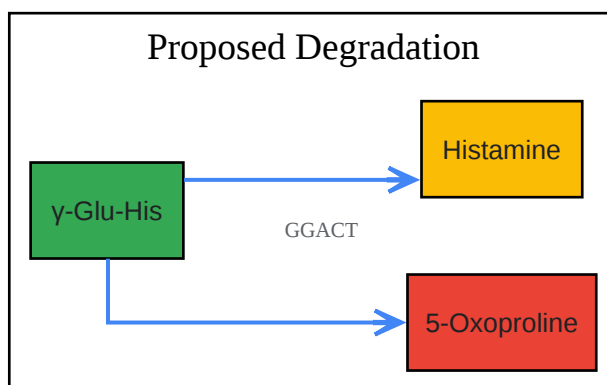 Proposed Degradation
Histamine
γ-Glu-His
GGACT
5-Oxoproline